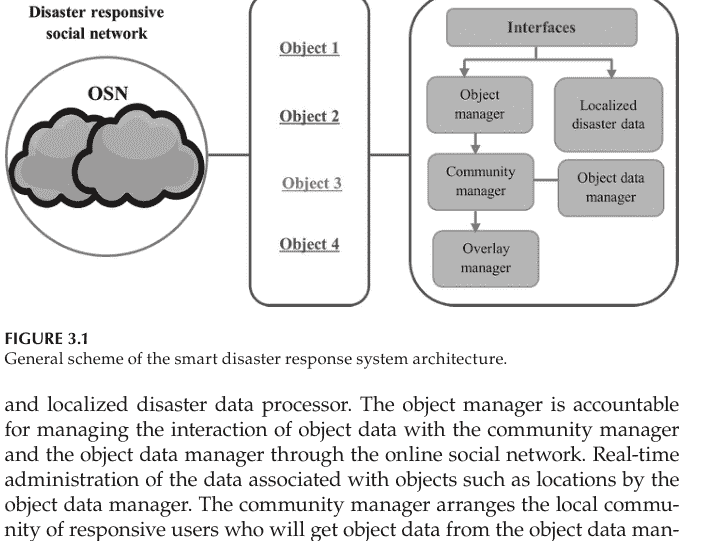 Disaster responsive
social network
OSN
Object 1
Object 2
Object 3
Object 4
Interfaces
Object
manager
Localized
disaster data
Community
manager
Object data
manager
Overlay
manager
FIGURE 3.1
General scheme of the smart disaster response system architecture.
and localized disaster data processor. The object manager is accountable
for managing the interaction of object data with the community manager
and the object data manager through the online social network. Real-time
administration of the data associated with objects such as locations by the
object data manager. The community manager arranges the local commu-
nity of responsive users who will get object data from the object data man-